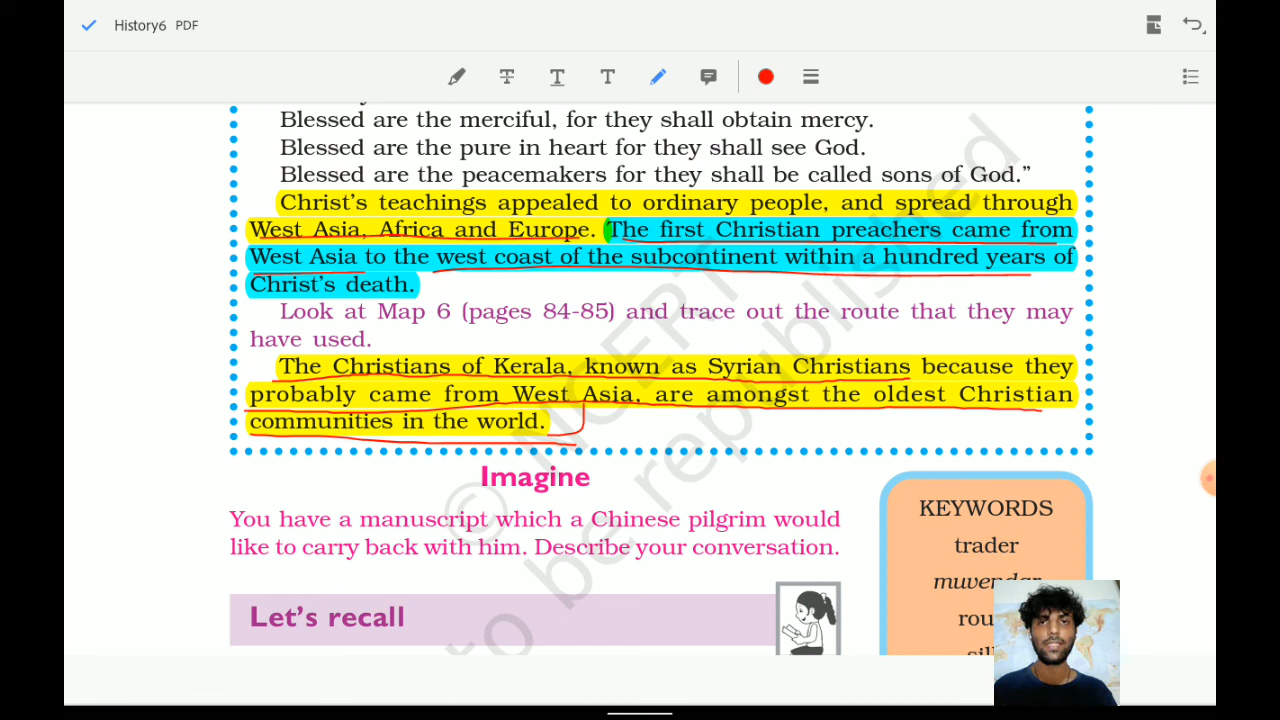 History6 PDF
Blessed are the merciful, for they shall obtain mercy.
Blessed are the pure in heart for they shall see God.
Blessed are the peacemakers for they shall be called sons of God.”
Christ’s teachings appealed to ordinary people, and spread through
West Asia, Africa and Europe. The first Christian preachers came from
West Asia to the west coast of the subcontinent within a hundred years of
Christ’s death.
Look at Map 6 (pages 84-85) and trace out the route that they may
have used.
The Christians of Kerala, known as Syrian Christians because they
probably came from West Asia, are amongst the oldest Christian
communities in the world.
Imagine
You have a manuscript which a Chinese pilgrim would
like to carry back with him. Describe your conversation.
Let’s recall
KEYWORDS
trader
muvendar
© NCERT
to be republished